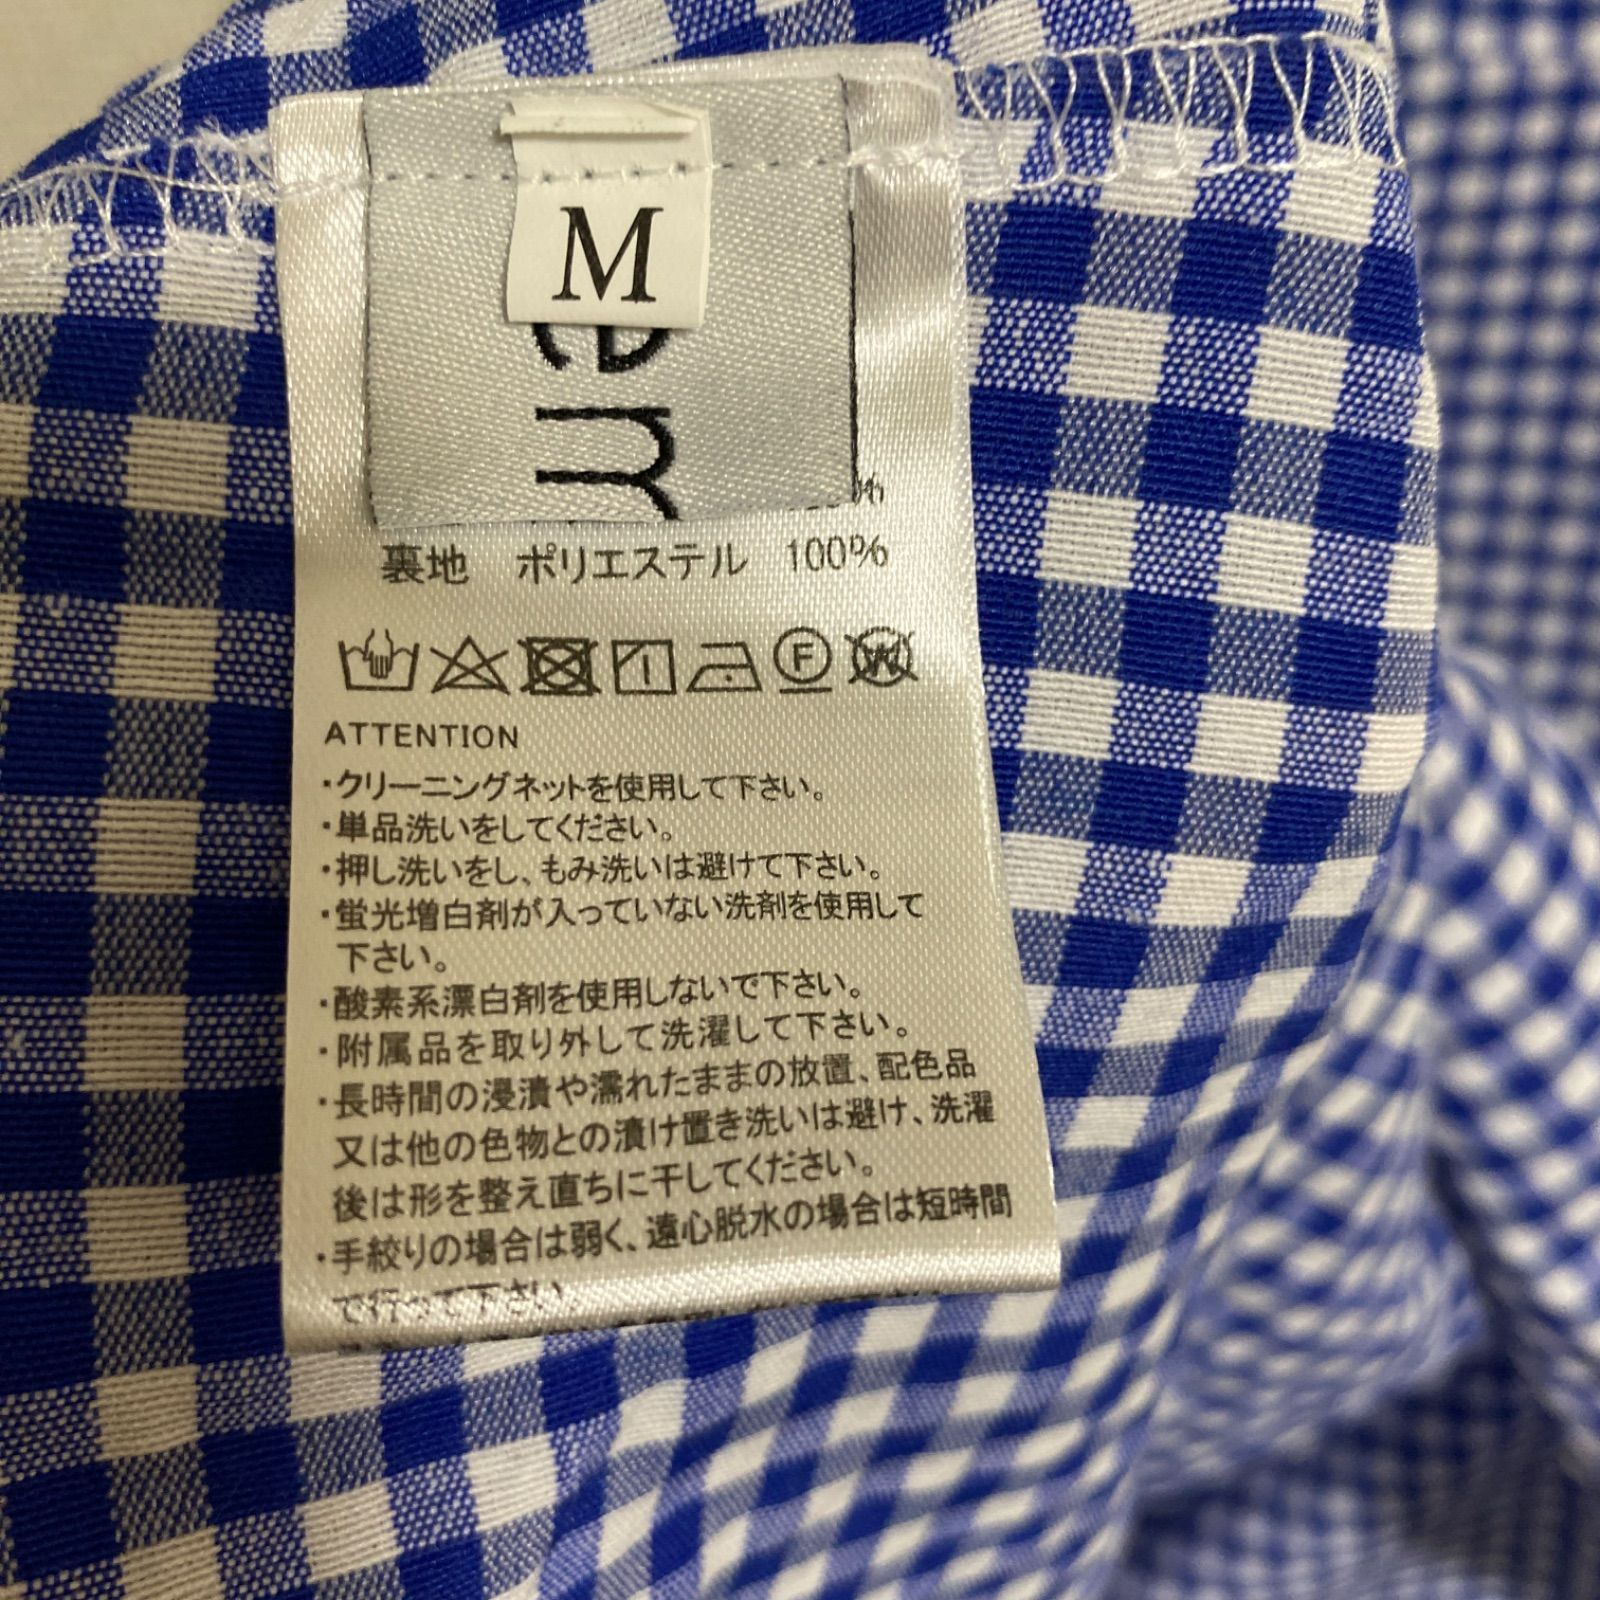 M
em
%
裏地 ポリエステル 100%
F
W
ATTENTION
・クリーニングネットを使用して下さい。
・単品洗いをしてください。
・押し洗いをし、もみ洗いは避けて下さい。
・蛍光増白剤が入っていない洗剤を使用して
下さい。
・酸素系漂白剤を使用しないで下さい。
・附属品を取り外して洗濯して下さい。
・長時間の浸漬や濡れたままの放置、配色品
又は他の色物との漬け置き洗いは避け、洗濯
後は形を整え直ちに干してください。
・手絞りの場合は弱く、遠心脱水の場合は短時間
で行って下さい。